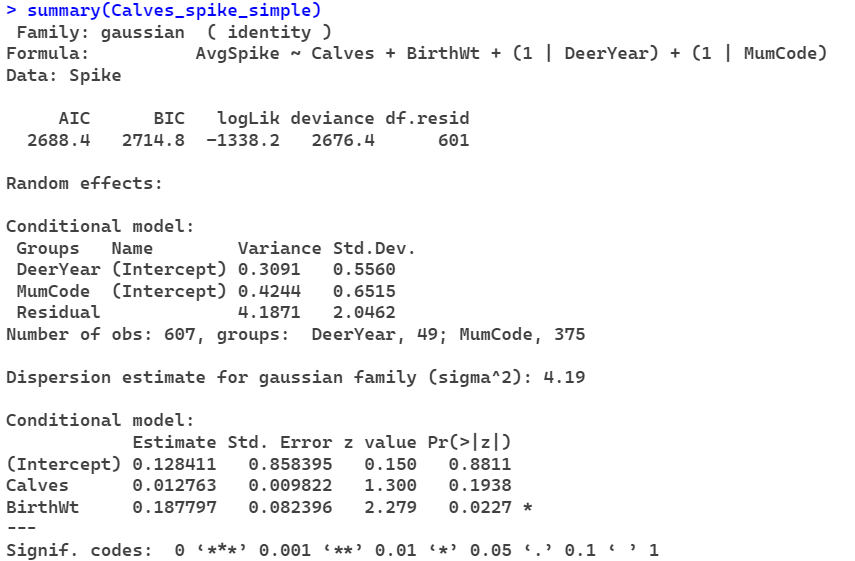 > summary(Calves_spike_simple)
 Family: gaussian  ( identity )
Formula:          AvgSpike ~ Calves + BirthWt + (1 | DeerYear) + (1 | MumCode)
Data: Spike

     AIC      BIC   logLik deviance df.resid
  2688.4   2714.8  -1338.2   2676.4      601

Random effects:

Conditional model:
 Groups   Name        Variance Std.Dev.
 DeerYear (Intercept) 0.3091   0.5560
 MumCode  (Intercept) 0.4244   0.6515
 Residual             4.1871   2.0462
Number of obs: 607, groups:  DeerYear, 49; MumCode, 375

Dispersion estimate for gaussian family (sigma^2): 4.19

Conditional model:
            Estimate Std. Error z value Pr(>|z|)
(Intercept) 0.128411   0.858395   0.150   0.8811
Calves      0.012763   0.009822   1.300   0.1938
BirthWt     0.187797   0.082396   2.279   0.0227 *
---
Signif. codes:  0 ‘***’ 0.001 ‘**’ 0.01 ‘*’ 0.05 ‘.’ 0.1 ‘ ’ 1